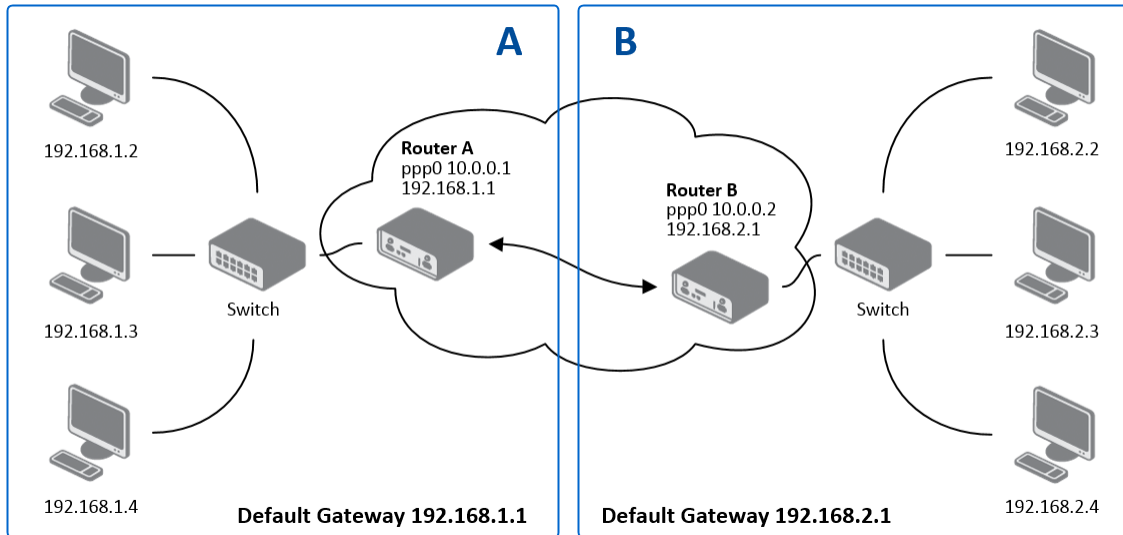 A
B
192.168.1.2
192.168.2.2
Router A
ppp0 10.0.0.1
192.168.1.1
Router B
ppp0 10.0.0.2
192.168.2.1
Switch
Switch
192.168.1.3
192.168.2.3
192.168.1.4
192.168.2.4
Default Gateway 192.168.1.1
Default Gateway 192.168.2.1